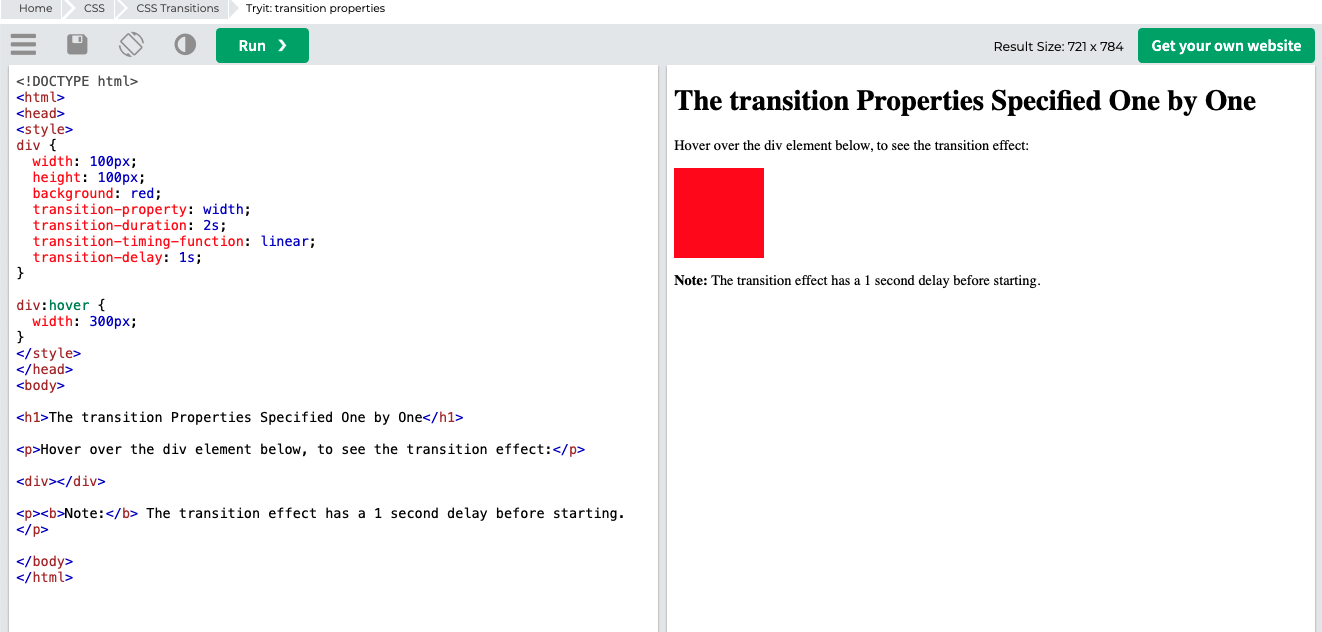 Home CSS CSS Transitions Tryit: transition properties
Run ❯ Result Size: 721 x 784 Get your own website
<!DOCTYPE html>
<html>
<head>
<style>
div {
  width: 100px;
  height: 100px;
  background: red;
  transition-property: width;
  transition-duration: 2s;
  transition-timing-function: linear;
  transition-delay: 1s;
}

div:hover {
  width: 300px;
}
</style>
</head>
<body>

<h1>The transition Properties Specified One by One</h1>

<p>Hover over the div element below, to see the transition effect:</p>

<div></div>

<p><b>Note:</b> The transition effect has a 1 second delay before starting.
</p>

</body>
</html>
The transition Properties Specified One by One
Hover over the div element below, to see the transition effect:
Note: The transition effect has a 1 second delay before starting.